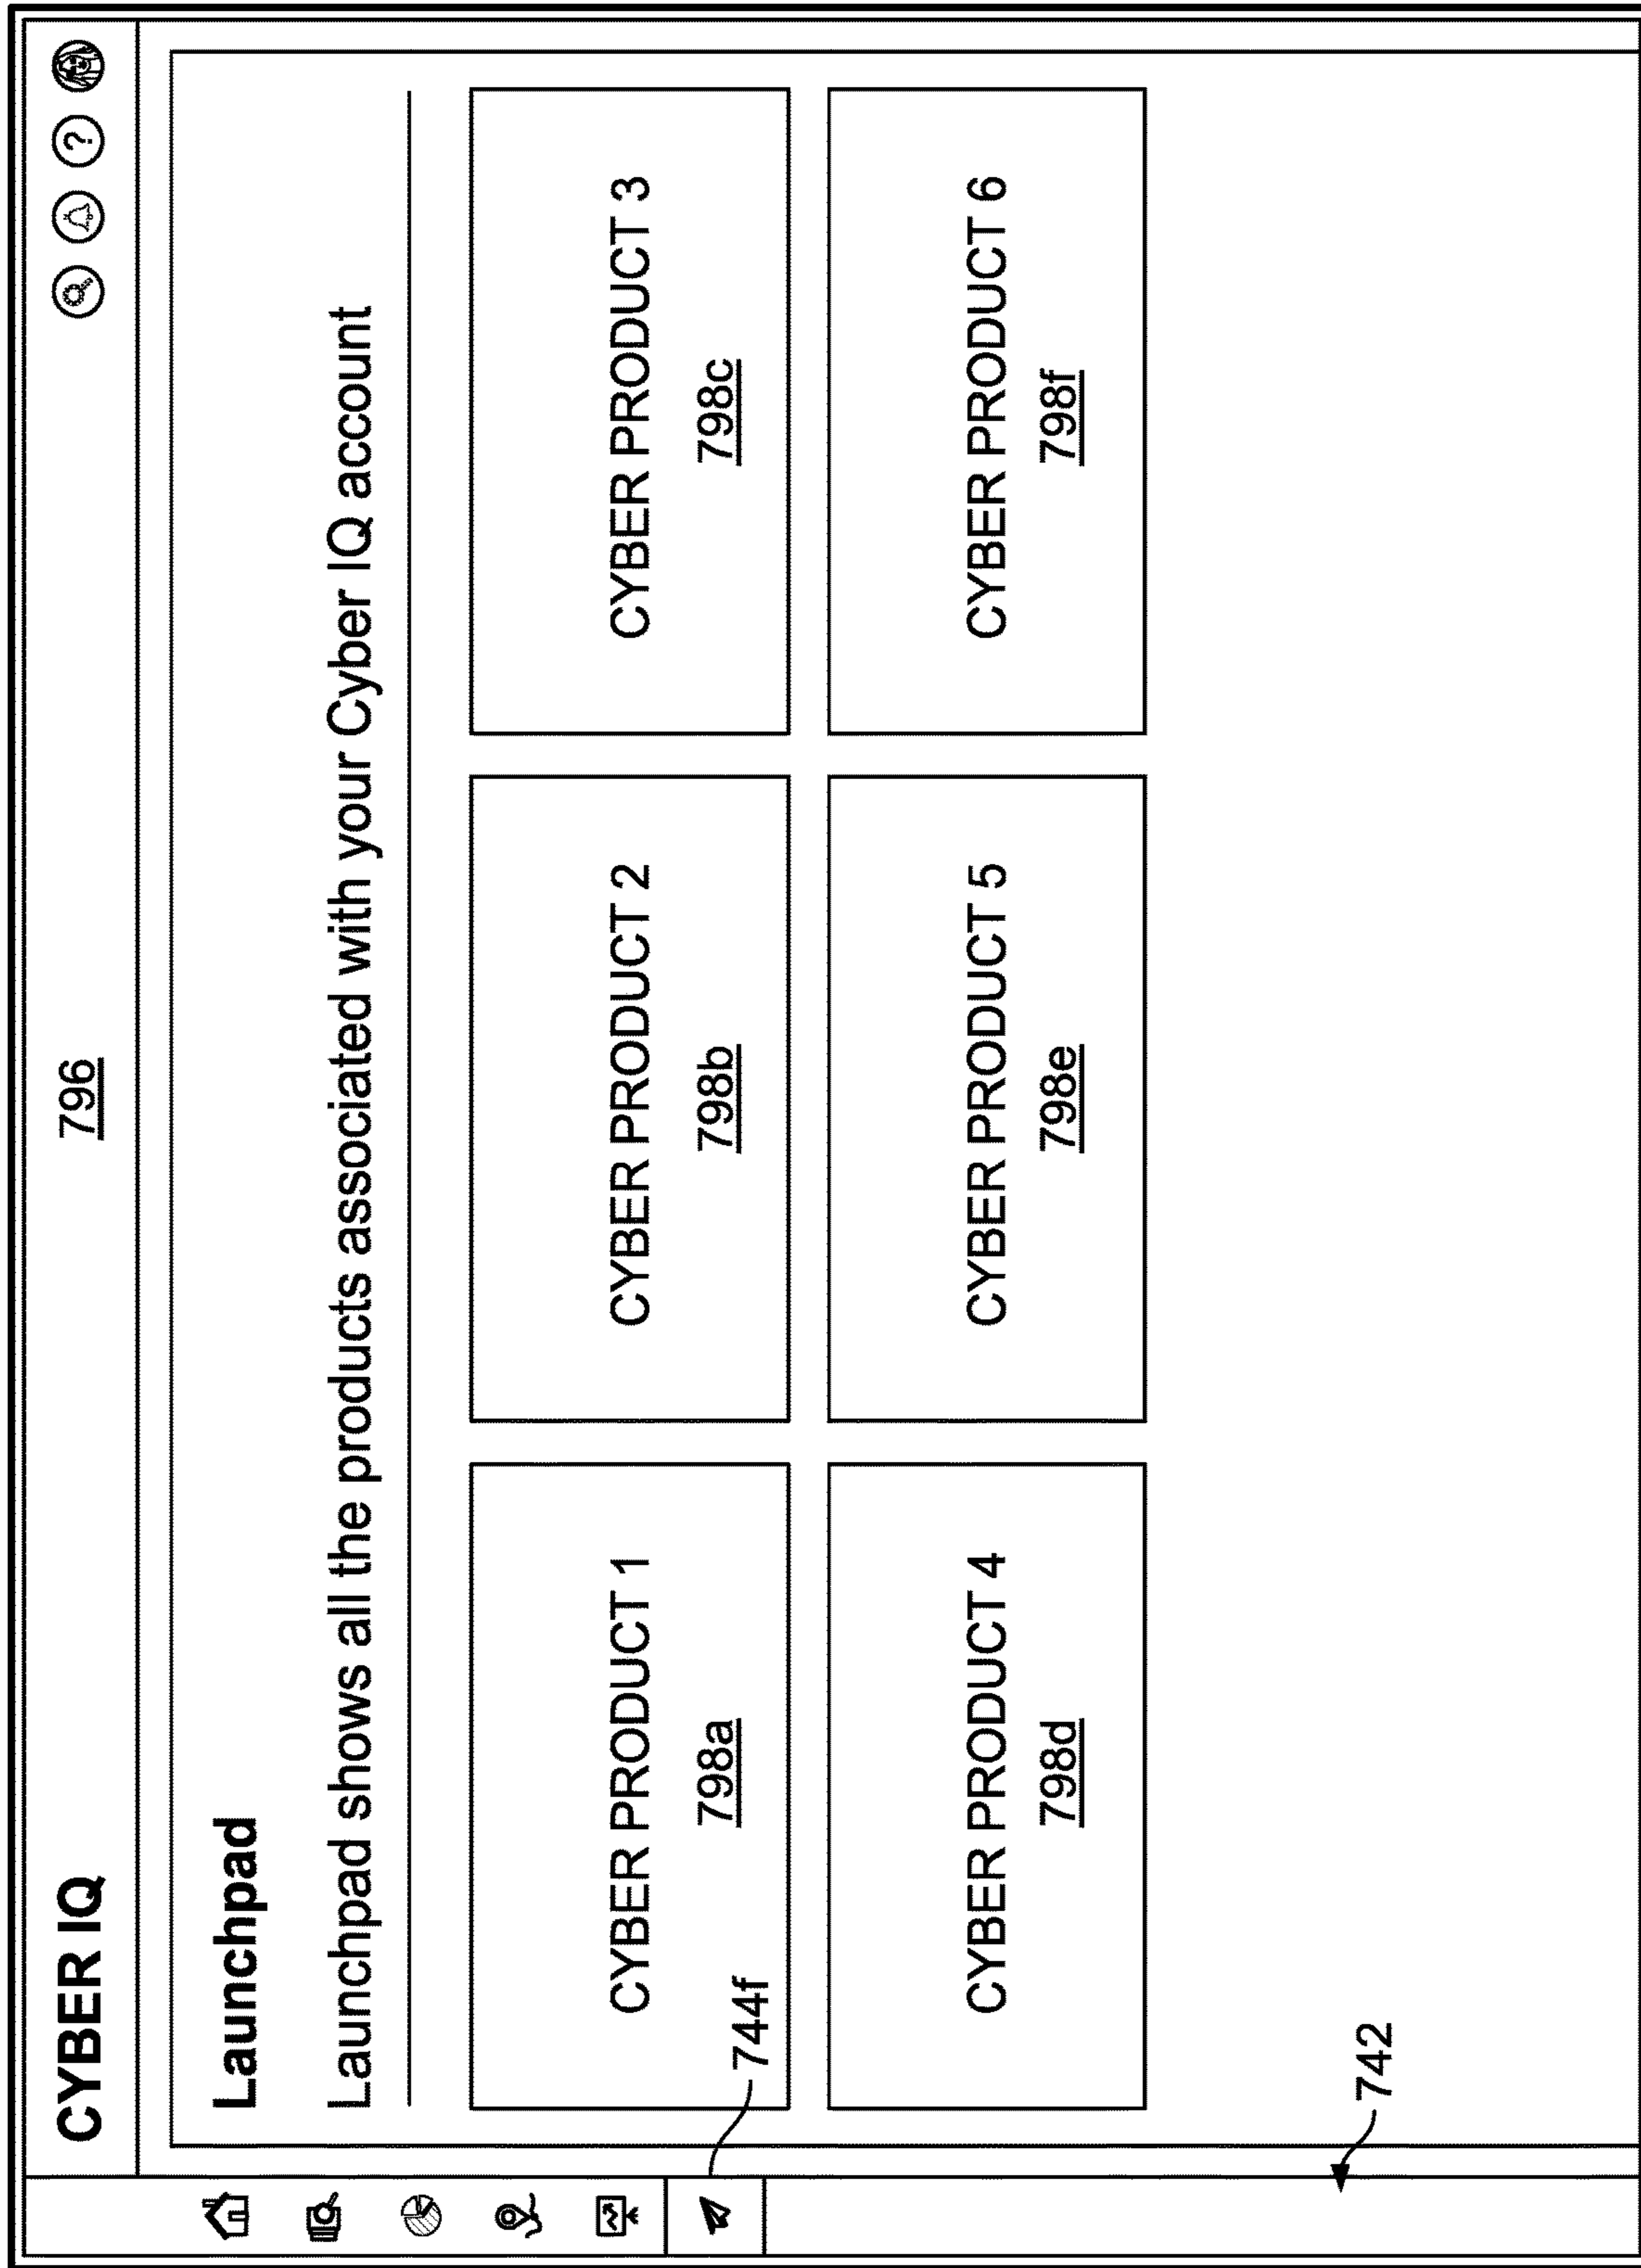 CYBER IQ
796
Launchpad
Launchpad shows all the products associated with your Cyber IQ account
CYBER PRODUCT 1
798a
CYBER PRODUCT 2
798b
CYBER PRODUCT 3
798c
744f
CYBER PRODUCT 4
798d
CYBER PRODUCT 5
798e
CYBER PRODUCT 6
798f
742
?